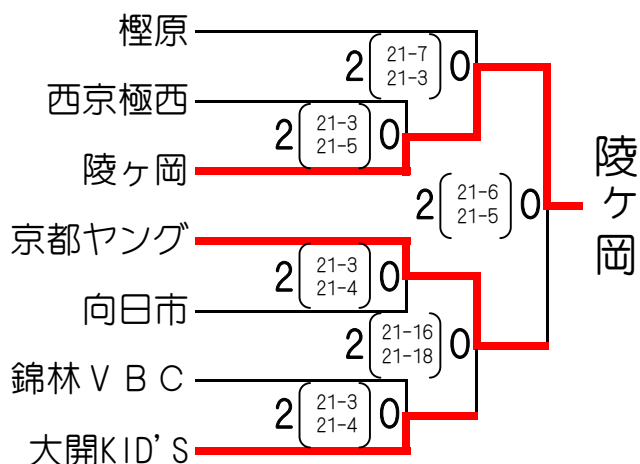 樫原
2 21-7 0
21-3
西京極西
2 21-3 0
21-5
陵ヶ岡
2 21-6 0
21-5
陵ヶ岡
京都ヤング
2 21-3 0
21-4
向日市
2 21-16 0
21-18
錦林ＶＢＣ
2 21-3 0
21-4
大開KID'S